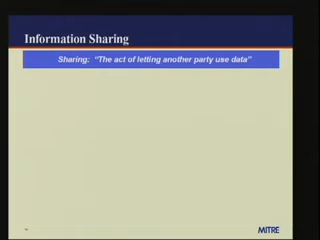 Information Sharing
Sharing: "The act of letting another party use data"
MITRE